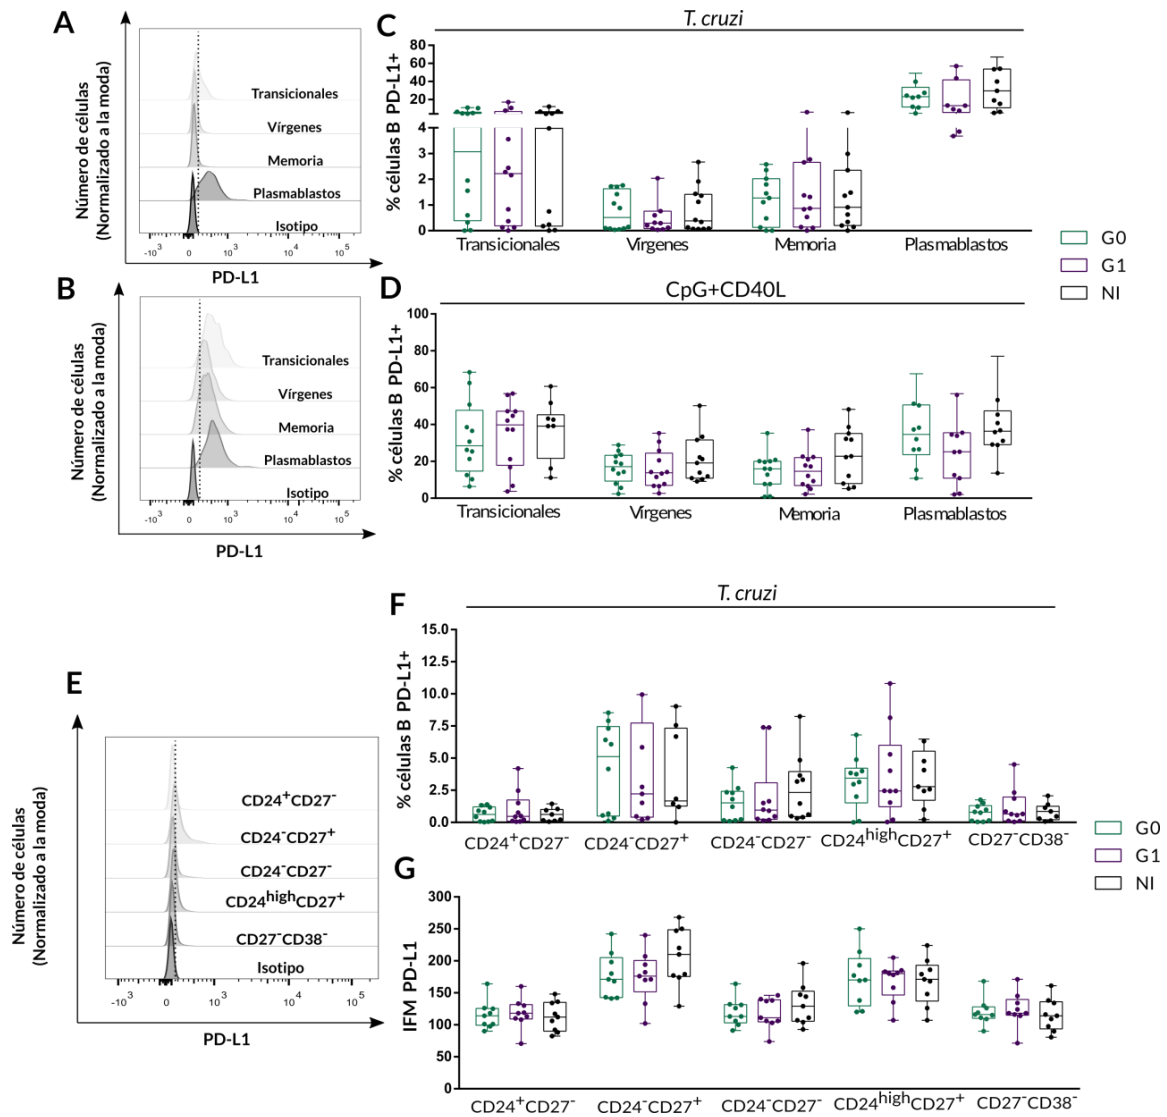 A
Número de células
(Normalizado a la moda)
Transicionales
Vírgenes
Memoria
Plasmablastos
Isotipo
-10³ 0 10³ 10⁴ 10⁵
PD-L1
B
Número de células
(Normalizado a la moda)
Transicionales
Vírgenes
Memoria
Plasmablastos
Isotipo
-10³ 0 10³ 10⁴ 10⁵
PD-L1
C
T. cruzi
% células B PD-L1+
80
60
40
20
4
3
2
1
0
Transicionales Vírgenes Memoria Plasmablastos
G0
G1
NI
D
CpG+CD40L
% células B PD-L1+
100
80
60
40
20
0
Transicionales Vírgenes Memoria Plasmablastos
E
Número de células
(Normalizado a la moda)
CD24⁺CD27⁻
CD24⁻CD27⁺
CD24⁻CD27⁻
CD24ʰⁱᵍʰCD27⁺
CD27⁻CD38⁻
Isotipo
-10³ 0 10³ 10⁴ 10⁵
PD-L1
F
T. cruzi
% células B PD-L1+
15.0
12.5
10.0
7.5
5.0
2.5
0.0
CD24⁺CD27⁻ CD24⁻CD27⁺ CD24⁻CD27⁻ CD24ʰⁱᵍʰCD27⁺ CD27⁻CD38⁻
G0
G1
NI
G
IFM PD-L1
300
250
200
150
100
50
0
CD24⁺CD27⁻ CD24⁻CD27⁺ CD24⁻CD27⁻ CD24ʰⁱᵍʰCD27⁺ CD27⁻CD38⁻